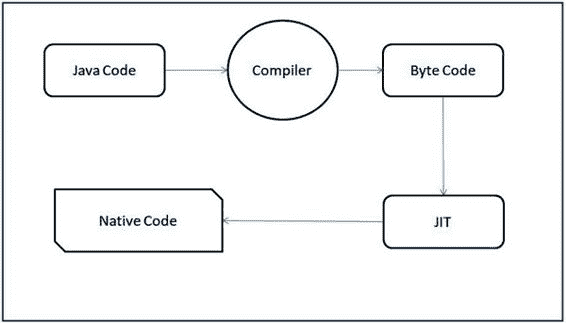 Java Code
Compiler
Byte Code
Native Code
JIT